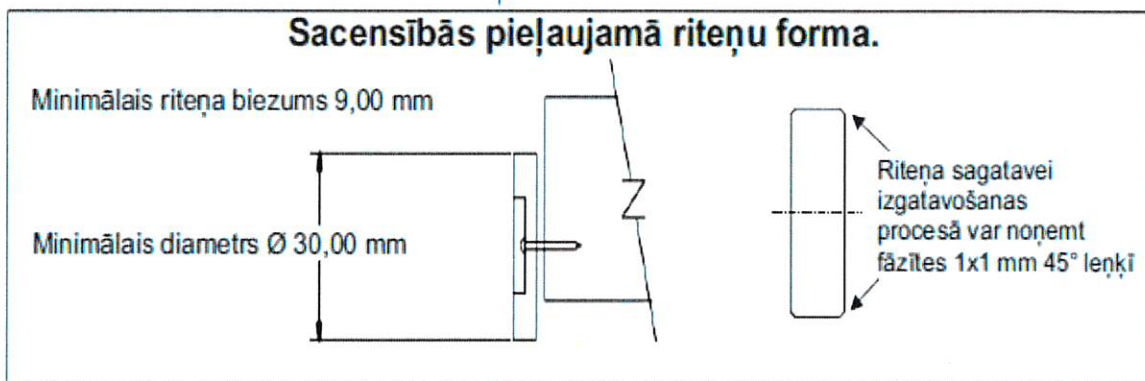 Sacensībās pieļaujamā riteņu forma.
Minimālais riteņa biezums 9,00 mm
Minimālais diametrs Ø 30,00 mm
Riteņa sagatavei
izgatavošanas
procesā var noņemt
fāzītes 1x1 mm 45° leņķī